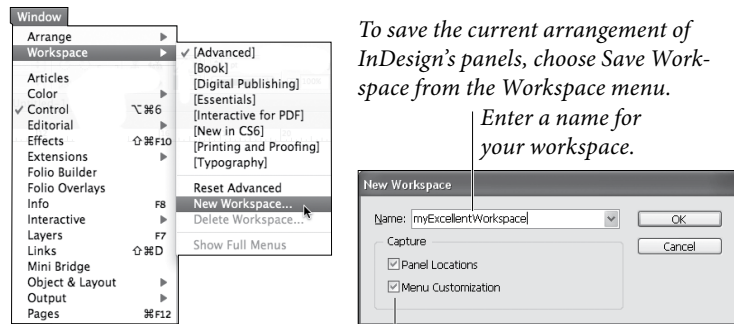 Window
Arrange
Workspace
Articles
Color
✓ Control ⌥⌘6
Editorial
Effects ⇧⌘F10
Extensions
Folio Builder
Folio Overlays
Info F8
Interactive
Layers F7
Links ⇧⌘D
Mini Bridge
Object & Layout
Output
Pages ⌘F12
✓ [Advanced]
[Book]
[Digital Publishing]
[Essentials]
[Interactive for PDF]
[New in CS6]
[Printing and Proofing]
[Typography]
Reset Advanced
New Workspace...
Delete Workspace...
Show Full Menus
To save the current arrangement of
InDesign’s panels, choose Save Work-
space from the Workspace menu.
Enter a name for
your workspace.
New Workspace
Name: myExcellentWorkspace
OK
Cancel
Capture
Panel Locations
Menu Customization